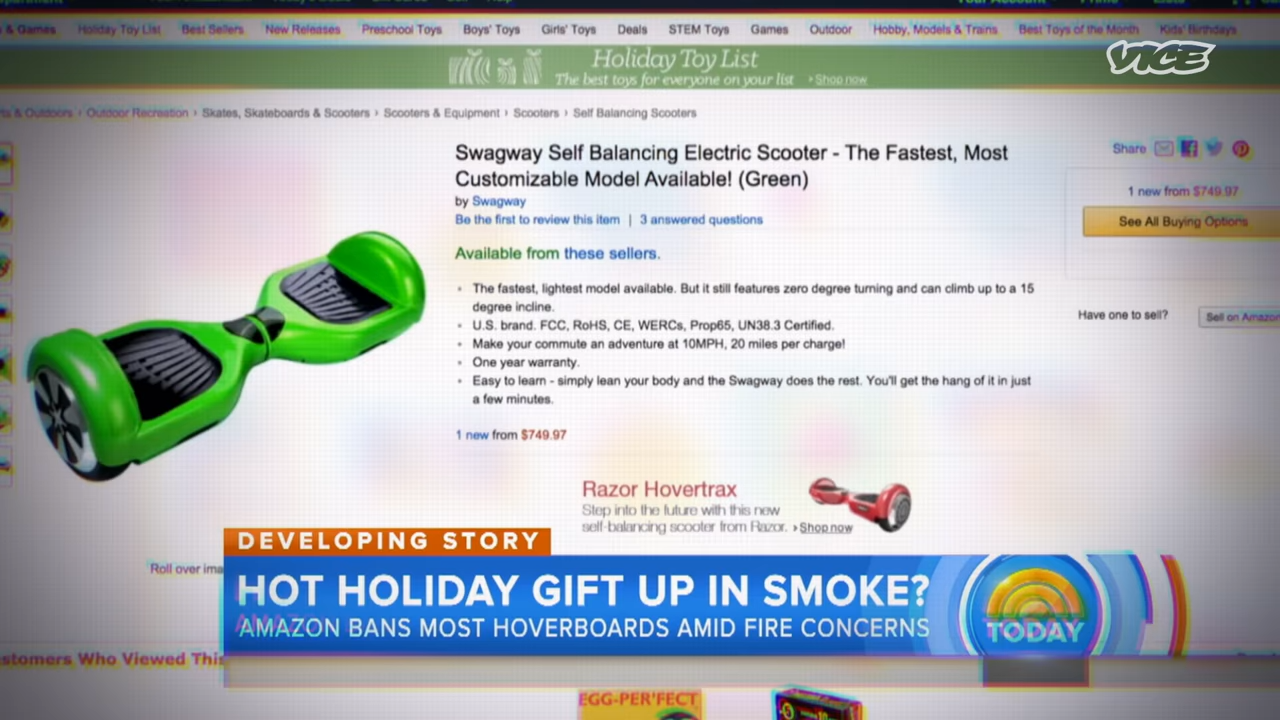 & Games Holiday Toy List Best Sellers New Releases Preschool Toys Boys' Toys Girls' Toys Deals STEM Toys Games Outdoor Hobby, Models & Trains Best Toys of the Month Kids' Birthdays
VICE
Holiday Toy List
The best toys for everyone on your list › Shop now
& Outdoors › Outdoor Recreation › Skates, Skateboards & Scooters › Scooters & Equipment › Scooters › Self Balancing Scooters
Swagway Self Balancing Electric Scooter - The Fastest, Most
Customizable Model Available! (Green)
by Swagway
Be the first to review this item | 3 answered questions
Available from these sellers.
• The fastest, lightest model available. But it still features zero degree turning and can climb up to a 15
degree incline.
• U.S. brand. FCC, RoHS, CE, WERCs, Prop65, UN38.3 Certified.
• Make your commute an adventure at 10MPH, 20 miles per charge!
• One year warranty.
• Easy to learn - simply lean your body and the Swagway does the rest. You'll get the hang of it in just
a few minutes.
1 new from $749.97
Share
1 new from $749.97
See All Buying Options
Have one to sell? Sell on Amazon
Razor Hovertrax
Step into the future with this new
self-balancing scooter from Razor. › Shop now
Roll over ima
DEVELOPING STORY
HOT HOLIDAY GIFT UP IN SMOKE?
AMAZON BANS MOST HOVERBOARDS AMID FIRE CONCERNS
TODAY
stomers Who Viewed This
EGG-PER'FECT